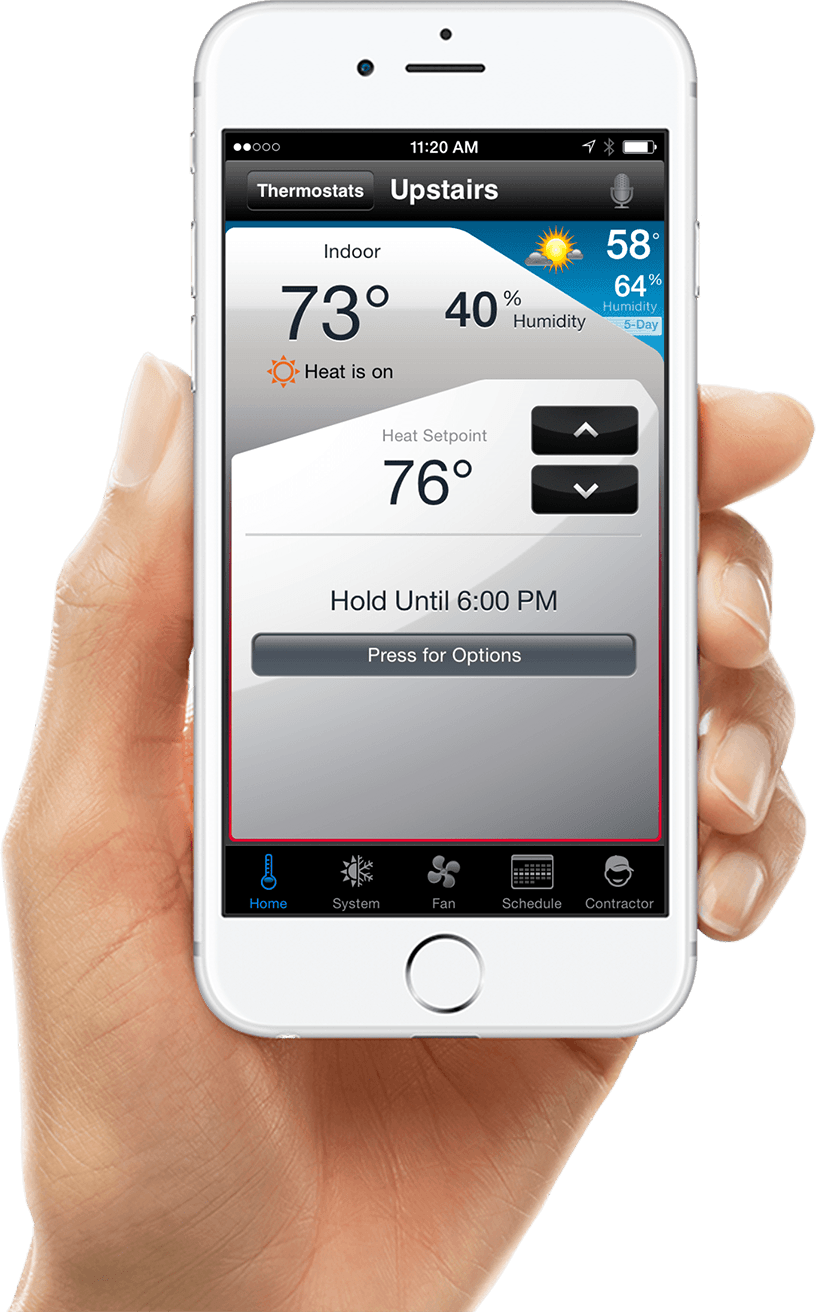 11:20 AM
Thermostats Upstairs
Indoor
73°
40% Humidity
58°
64%
Humidity
5-Day
Heat is on
Heat Setpoint
76°
Hold Until 6:00 PM
Press for Options
Home System Fan Schedule Contractor